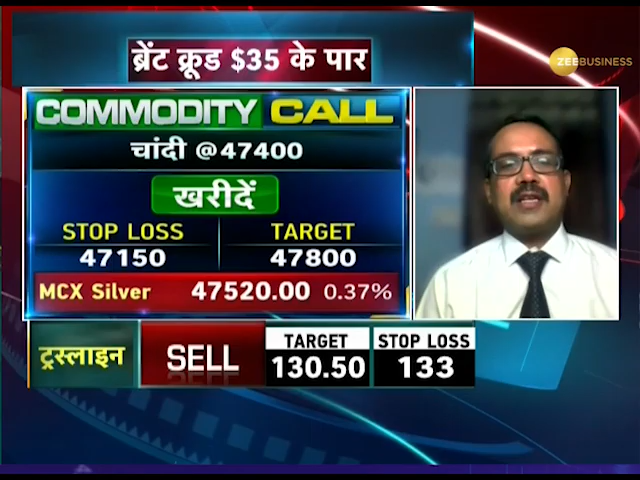 ब्रेंट क्रूड $35 के पार
ZEEBUSINESS
COMMODITY CALL
चांदी @47400
खरीदें
STOP LOSS TARGET
47150 47800
MCX Silver 47520.00 0.37%
ट्रस्लाइन SELL TARGET STOP LOSS
130.50 133